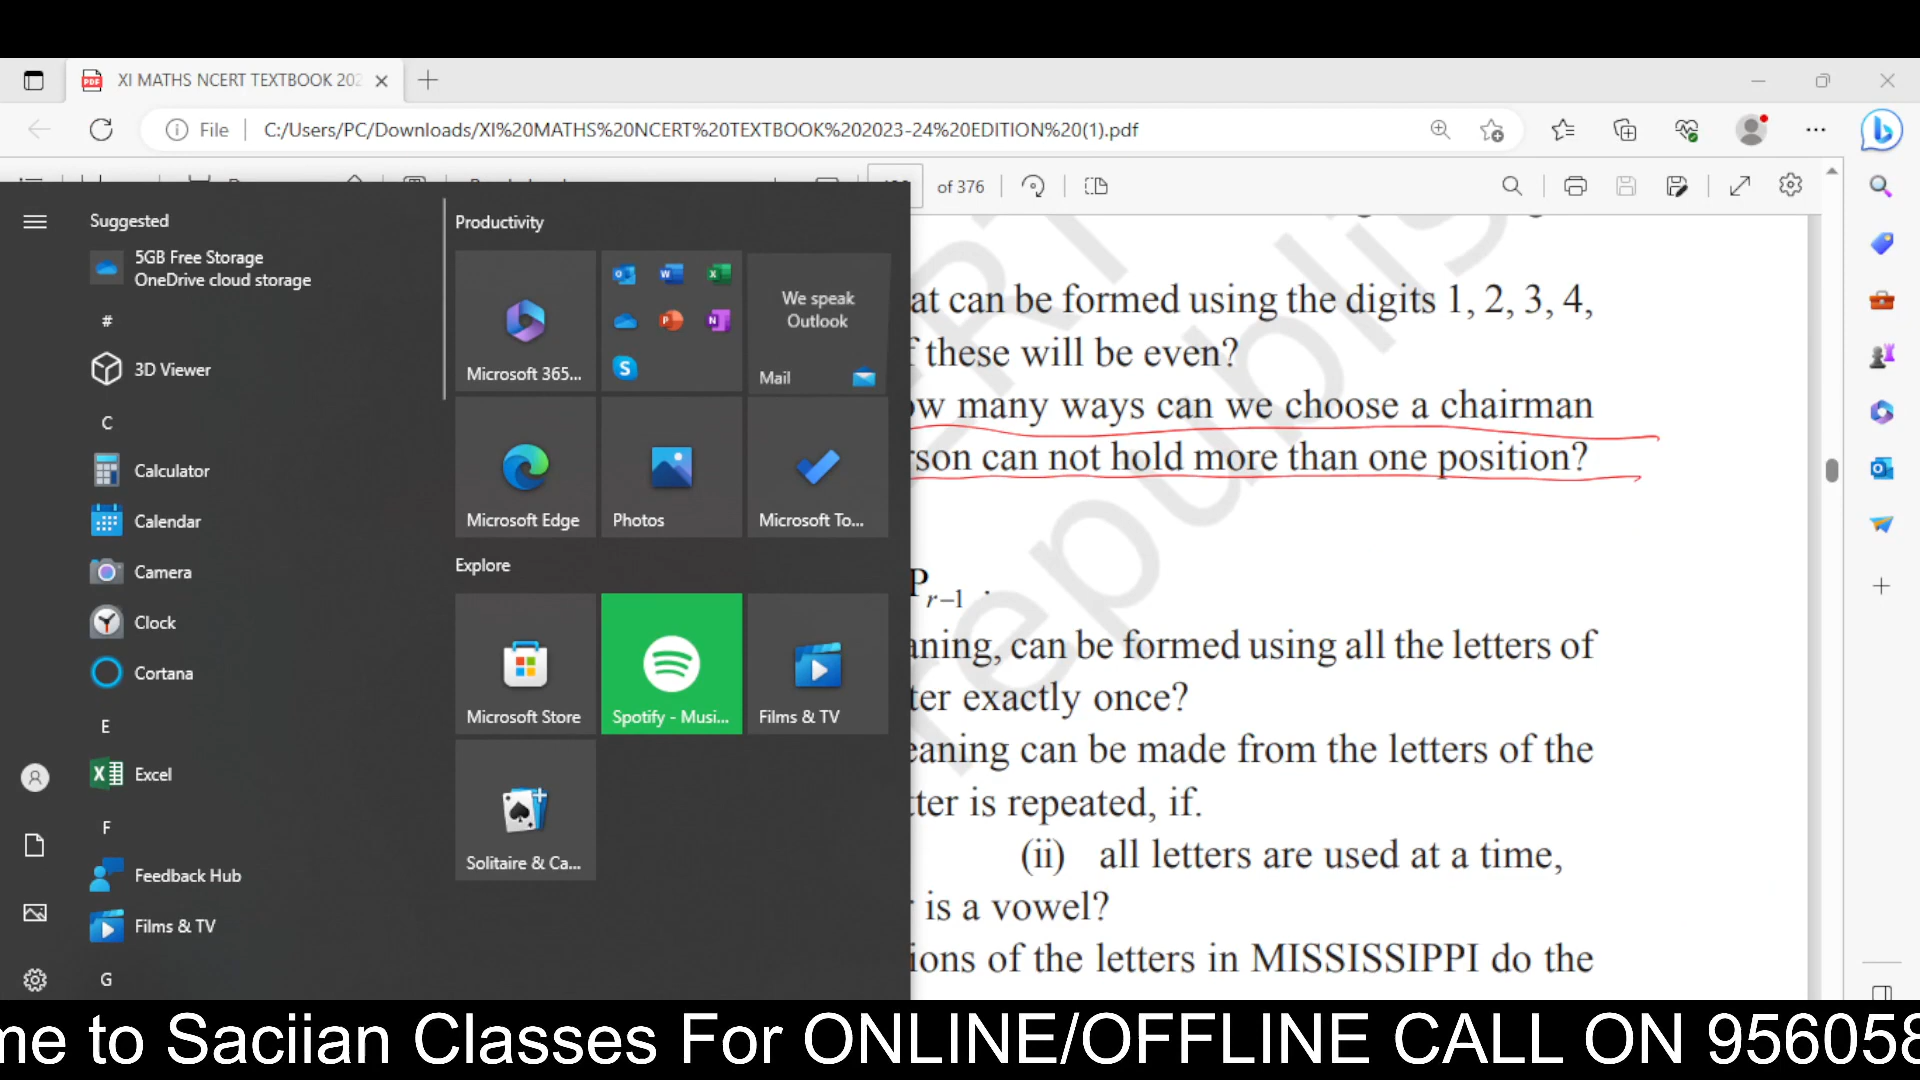 XI MATHS NCERT TEXTBOOK 202
File
C:/Users/PC/Downloads/XI%20MATHS%20NCERT%20TEXTBOOK%202023-24%20EDITION%20(1).pdf
of 376
Suggested
5GB Free Storage
OneDrive cloud storage
#
3D Viewer
C
Calculator
Calendar
Camera
Clock
Cortana
E
Excel
F
Feedback Hub
Films & TV
G
Productivity
Microsoft 365...
We speak
Outlook
Mail
Microsoft Edge
Photos
Microsoft To...
Explore
Microsoft Store
Spotify - Musi...
Films & TV
Solitaire & Ca...
at can be formed using the digits 1, 2, 3, 4,
f these will be even?
ow many ways can we choose a chairman
rson can not hold more than one position?
P r–1 .
aning, can be formed using all the letters of
ter exactly once?
eaning can be made from the letters of the
tter is repeated, if.
(ii) all letters are used at a time,
r is a vowel?
ions of the letters in MISSISSIPPI do the
republis
me to Saciian Classes For ONLINE/OFFLINE CALL ON 956058